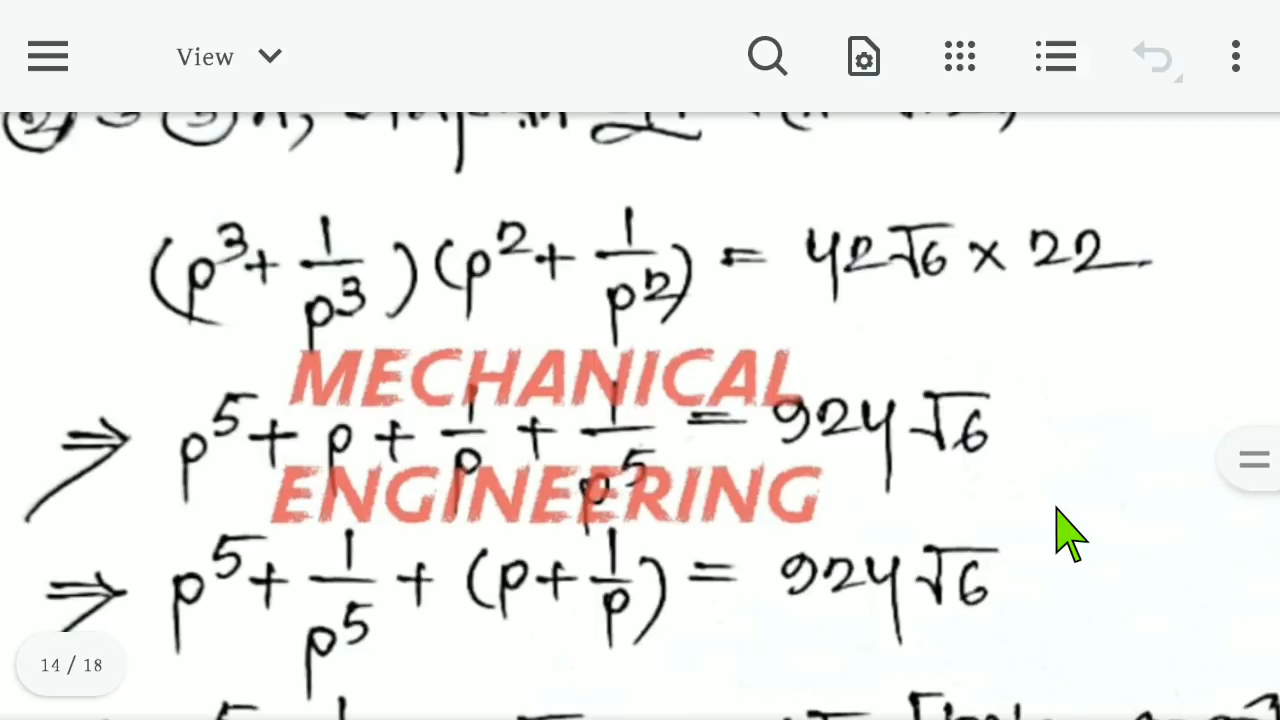 View
(p³ + 1/p³)(p² + 1/p²) = 42√6 × 22
MECHANICAL
⇒ p⁵ + p + 1/p + 1/p⁵ = 924√6
ENGINEERING
⇒ p⁵ + 1/p⁵ + (p + 1/p) = 924√6
14 / 18